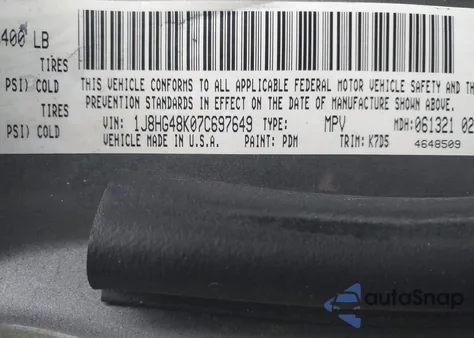 400 LB
TIRES
PSI) COLD
TIRES
PSI) COLD
THIS VEHICLE CONFORMS TO ALL APPLICABLE FEDERAL MOTOR VEHICLE SAFETY AND TH
PREVENTION STANDARDS IN EFFECT ON THE DATE OF MANUFACTURE SHOWN ABOVE.
VIN: 1J8HG48K07C697649 TYPE: MPV MDH:061321 02
VEHICLE MADE IN U.S.A. PAINT: PDM TRIM: K7D5
4648509
autoSnap